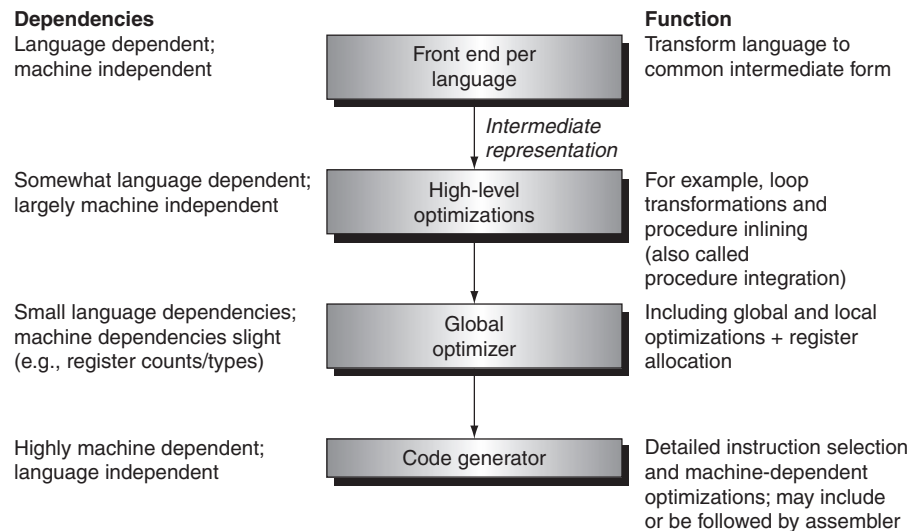 Dependencies
Language dependent;
machine independent
Front end per
language
Function
Transform language to
common intermediate form
Intermediate
representation
Somewhat language dependent;
largely machine independent
High-level
optimizations
For example, loop
transformations and
procedure inlining
(also called
procedure integration)
Small language dependencies;
machine dependencies slight
(e.g., register counts/types)
Global
optimizer
Including global and local
optimizations + register
allocation
Highly machine dependent;
language independent
Code generator
Detailed instruction selection
and machine-dependent
optimizations; may include
or be followed by assembler